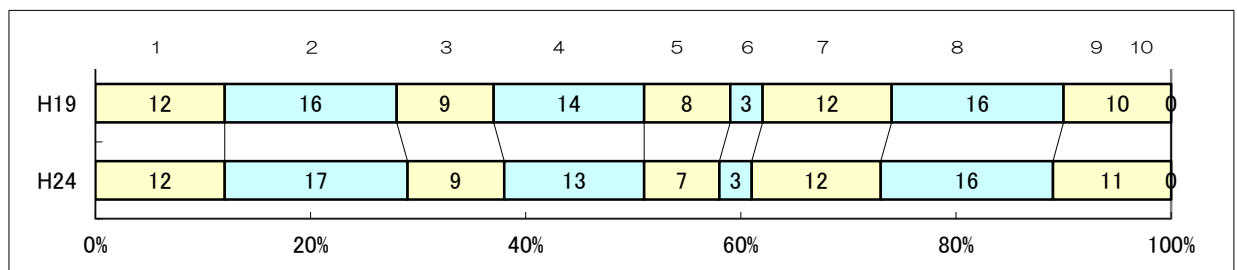 1 2 3 4 5 6 7 8 9 10
H19 12 16 9 14 8 3 12 16 10 0
H24 12 17 9 13 7 3 12 16 11 0
0% 20% 40% 60% 80% 100%